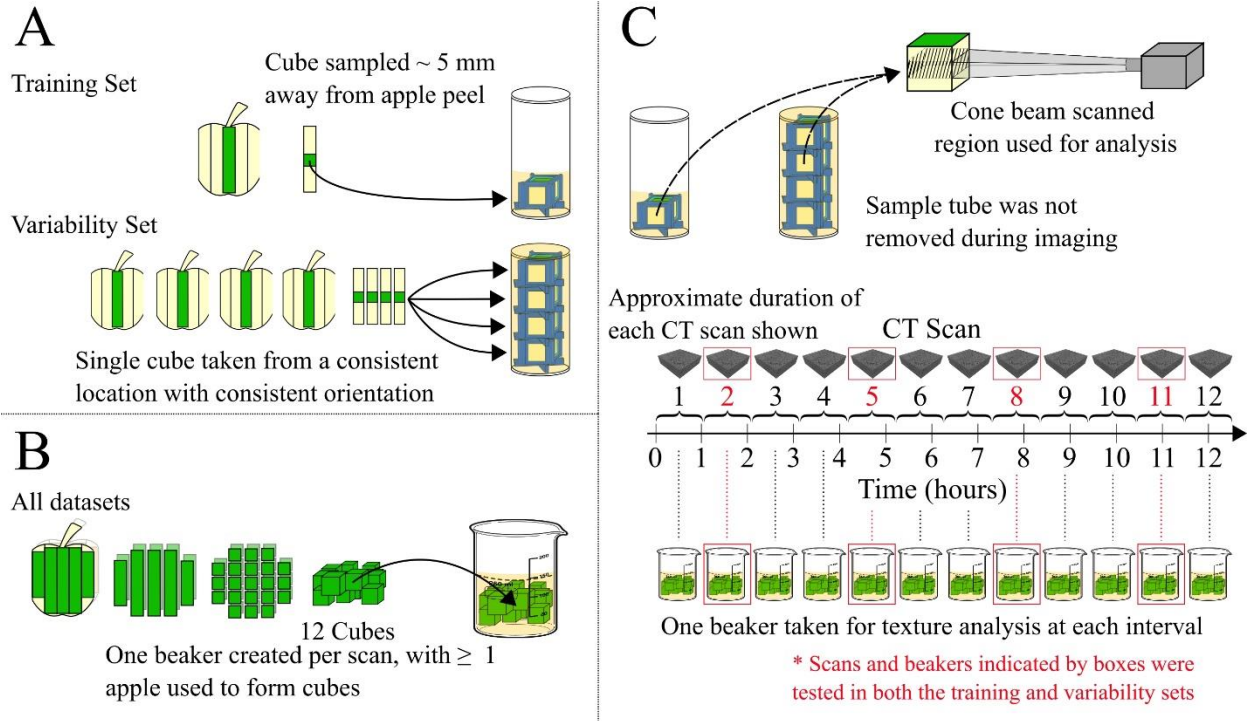 A
Training Set
Cube sampled ~ 5 mm
away from apple peel
Variability Set
Single cube taken from a consistent
location with consistent orientation
B
All datasets
12 Cubes
One beaker created per scan, with ≥ 1
apple used to form cubes
C
Cone beam scanned
region used for analysis
Sample tube was not
removed during imaging
Approximate duration of
each CT scan shown
CT Scan
1 2 3 4 5 6 7 8 9 10 11 12
0 1 2 3 4 5 6 7 8 9 10 11 12
Time (hours)
One beaker taken for texture analysis at each interval
* Scans and beakers indicated by boxes were
tested in both the training and variability sets